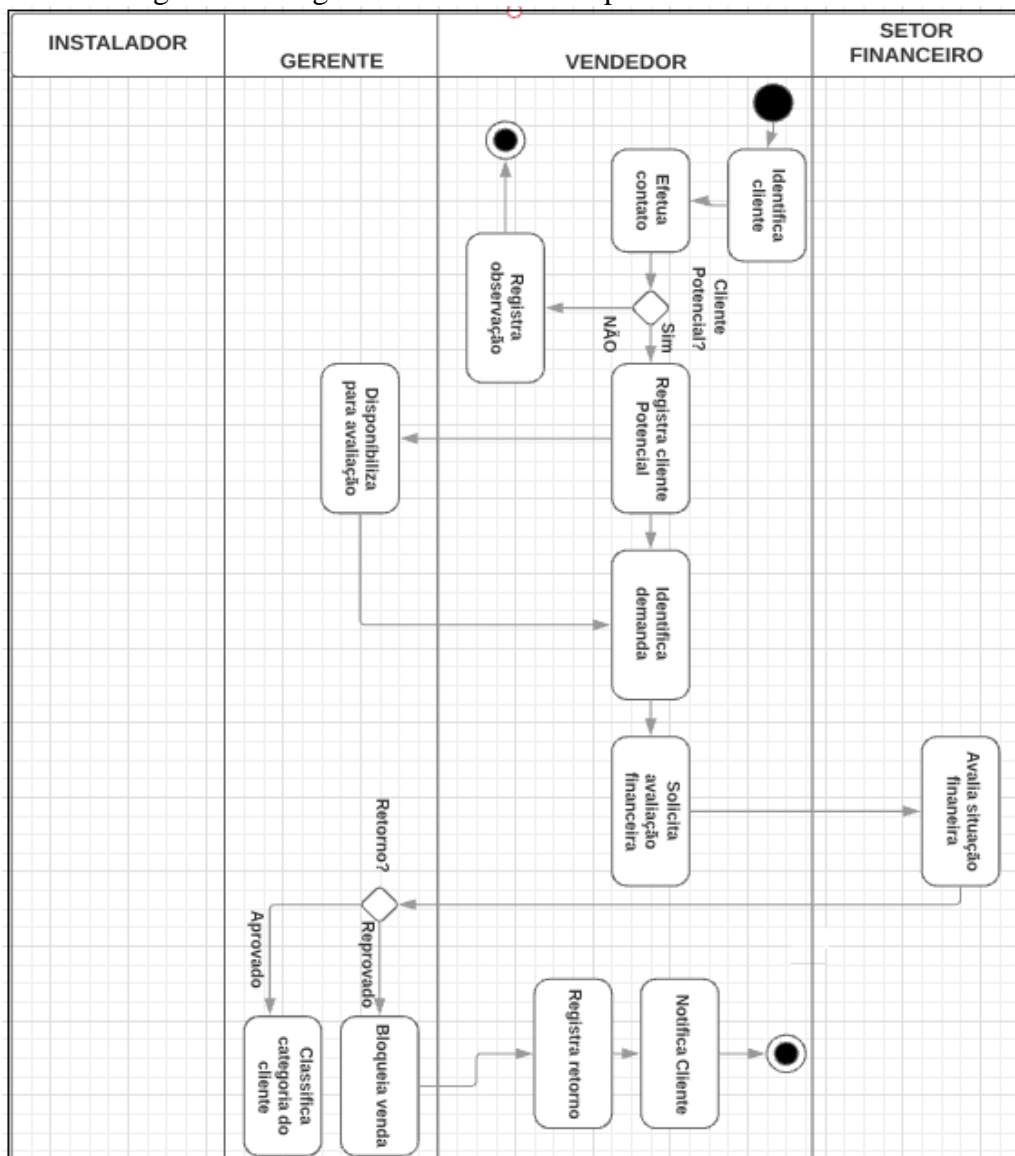 INSTALADOR
GERENTE
VENDEDOR
SETOR
FINANCEIRO
Identifica
cliente
Efetua
contato
Cliente
Potencial?
Sim
NÃO
Registra
observação
Registra cliente
Potencial
Disponibiliza
para avaliação
Identifica
demanda
Solicita
avaliação
financeira
Avalia situação
finaneira
Retorno?
Aprovado
Reprovado
Classifica
categoria do
cliente
Bloqueia venda
Registra retorno
Notifica Cliente